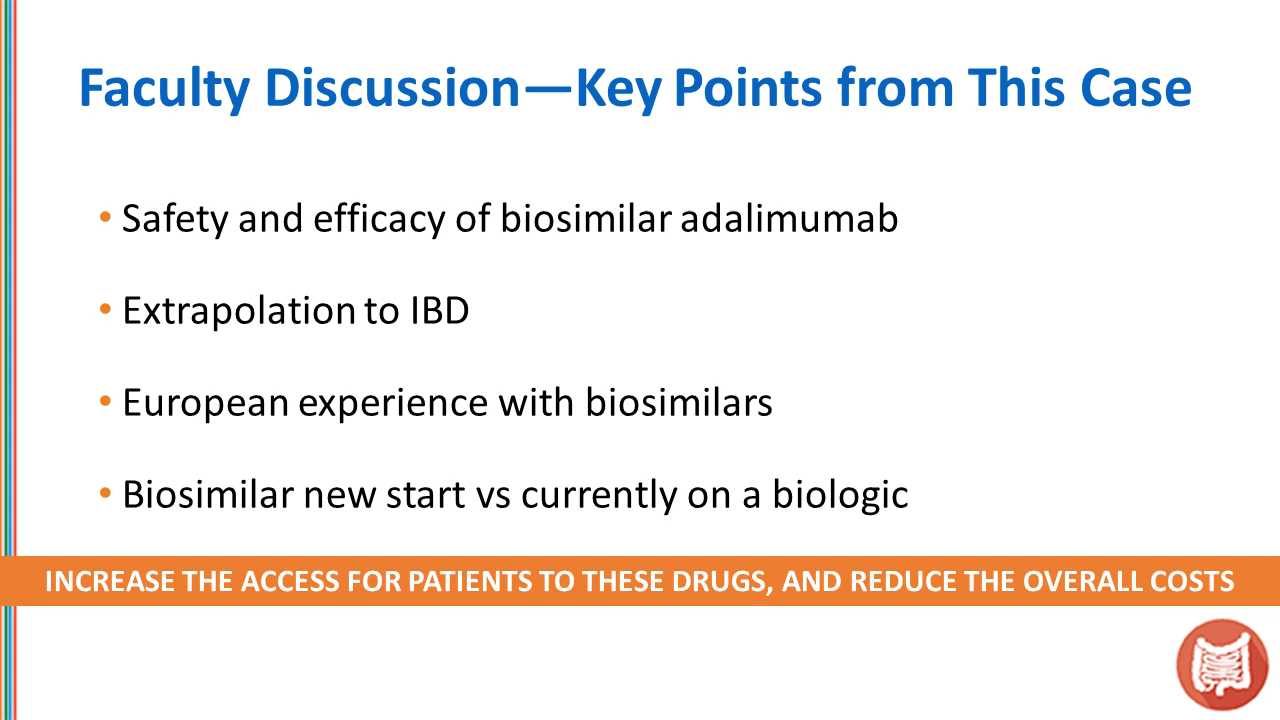 Faculty Discussion—Key Points from This Case
• Safety and efficacy of biosimilar adalimumab
• Extrapolation to IBD
• European experience with biosimilars
• Biosimilar new start vs currently on a biologic
INCREASE THE ACCESS FOR PATIENTS TO THESE DRUGS, AND REDUCE THE OVERALL COSTS